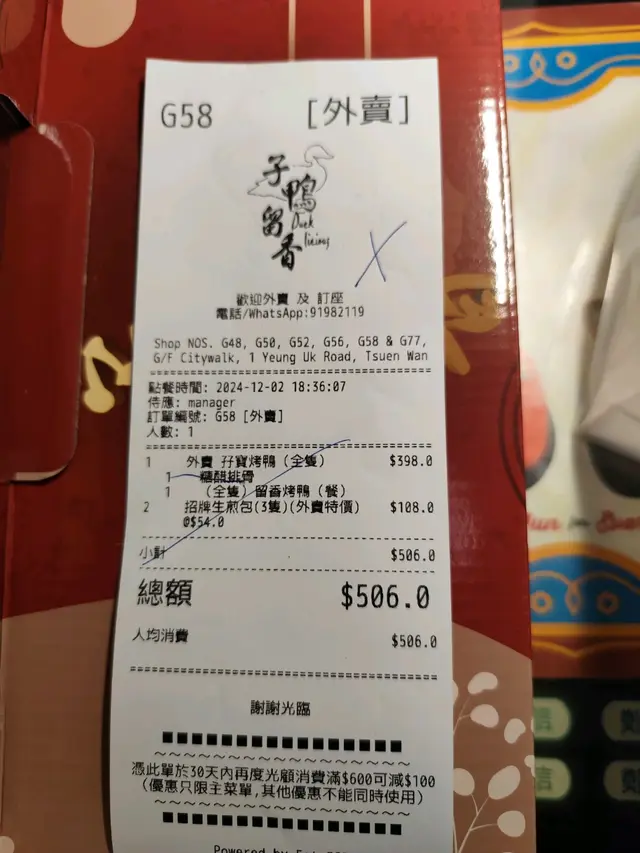 G58 [外賣]
子鴨留香
Duck
歡迎外賣 及 訂座
電話/WhatsApp:91982119
Shop NOS. G48, G50, G52, G56, G58 & G77,
G/F Citywalk, 1 Yeung Uk Road, Tsuen Wan
點餐時間: 2024-12-02 18:36:07
侍應: manager
訂單編號: G58 [外賣]
人數: 1
1 外賣 孖寶烤鴨 (全隻) $398.0
1 糖醋排骨
1 (全隻) 留香烤鴨 (餐)
2 招牌生煎包(3隻)(外賣特價) $108.0
@$54.0
小計 $506.0
總額 $506.0
人均消費 $506.0
謝謝光臨
憑此單於30天內再度光顧消費滿$600可減$100
(優惠只限主菜單,其他優惠不能同時使用)
Powered by